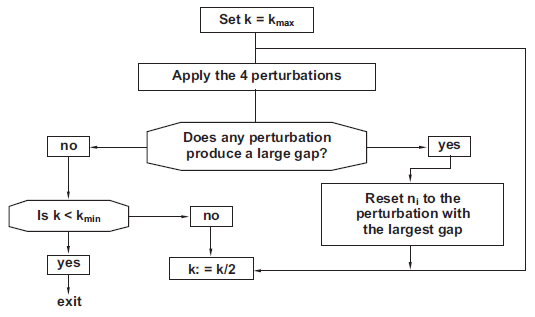 Set k = kmax
Apply the 4 perturbations
Does any perturbation
produce a large gap?
no
yes
Is k < kmin
no
Reset ni to the
perturbation with
the largest gap
yes
k: = k/2
exit